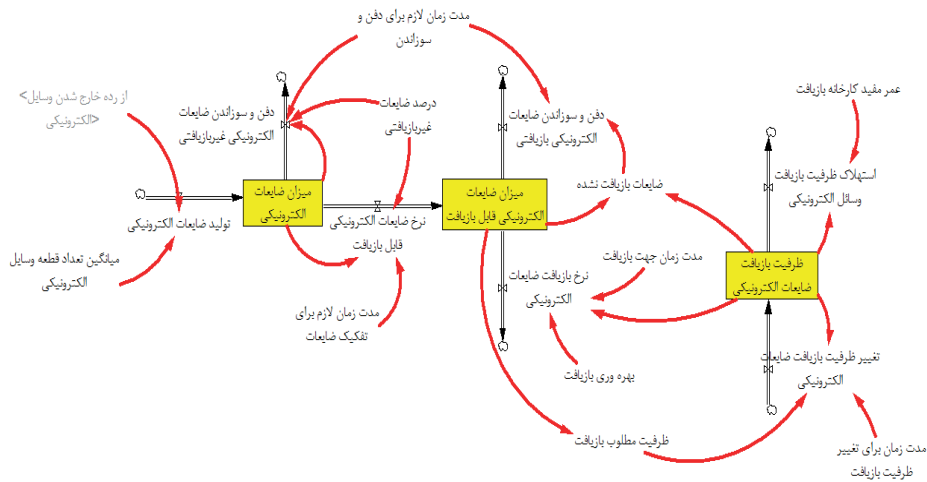 مدت زمان لازم برای دفن و
سوزاندن
<از رده خارج شدن وسایل
الکترونیکی>
دفن و سوزاندن ضایعات
الکترونیکی غیربازیافتی
درصد ضایعات
غیربازیافتی
دفن و سوزاندن ضایعات
الکترونیکی بازیافتی
عمر مفید کارخانه بازیافت
میزان ضایعات
الکترونیکی
میزان ضایعات
الکترونیکی قابل بازیافت
ضایعات بازیافت نشده
استهلاک ظرفیت بازیافت
وسائل الکترونیکی
تولید ضایعات الکترونیکی
نرخ ضایعات الکترونیکی
قابل بازیافت
میانگین تعداد قطعه وسایل
الکترونیکی
مدت زمان جهت بازیافت
نرخ بازیافت ضایعات
الکترونیکی
ظرفیت بازیافت
ضایعات الکترونیکی
مدت زمان لازم برای
تفکیک ضایعات
بهره وری بازیافت
تغییر ظرفیت بازیافت ضایعات
الکترونیکی
ظرفیت مطلوب بازیافت
مدت زمان برای تغییر
ظرفیت بازیافت